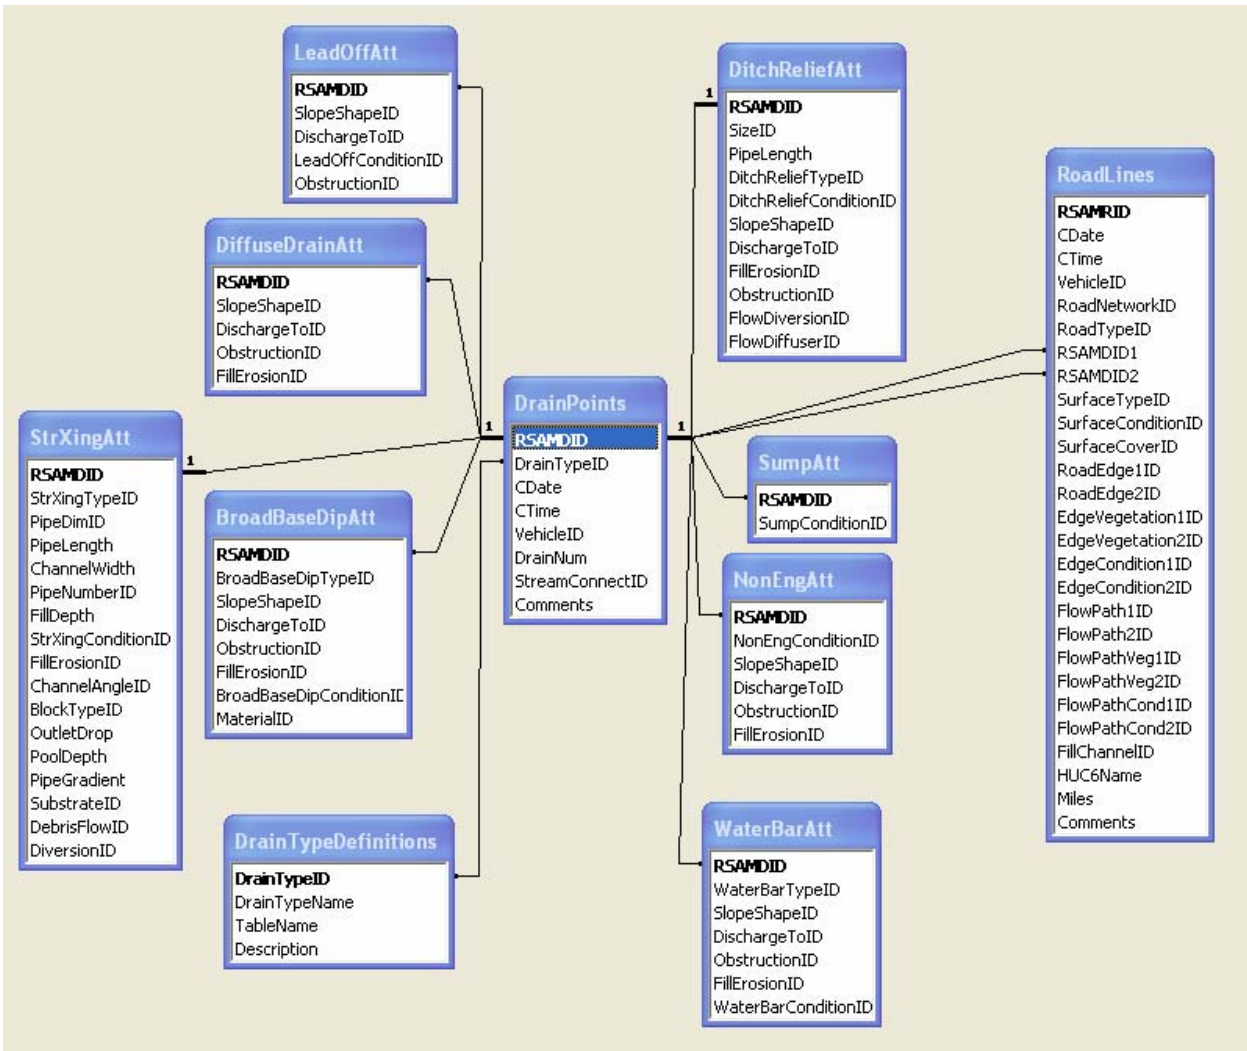 LeadOffAtt
RSAMDID
SlopeShapeID
DischargeToID
LeadOffConditionID
ObstructionID
DiffuseDrainAtt
RSAMDID
SlopeShapeID
DischargeToID
ObstructionID
FillErosionID
StrXingAtt
RSAMDID
StrXingTypeID
PipeDimID
PipeLength
ChannelWidth
PipeNumberID
FillDepth
StrXingConditionID
FillErosionID
ChannelAngleID
BlockTypeID
OutletDrop
PoolDepth
PipeGradient
SubstrateID
DebrisFlowID
DiversionID
1
BroadBaseDipAtt
RSAMDID
BroadBaseDipTypeID
SlopeShapeID
DischargeToID
ObstructionID
FillErosionID
BroadBaseDipConditionID
MaterialID
DrainTypeDefinitions
DrainTypeID
DrainTypeName
TableName
Description
1
DrainPoints
RSAMDID
DrainTypeID
CDate
CTime
VehicleID
DrainNum
StreamConnectID
Comments
1
1
DitchReliefAtt
RSAMDID
SizeID
PipeLength
DitchReliefTypeID
DitchReliefConditionID
SlopeShapeID
DischargeToID
FillErosionID
ObstructionID
FlowDiversionID
FlowDiffuserID
SumpAtt
RSAMDID
SumpConditionID
NonEngAtt
RSAMDID
NonEngConditionID
SlopeShapeID
DischargeToID
ObstructionID
FillErosionID
WaterBarAtt
RSAMDID
WaterBarTypeID
SlopeShapeID
DischargeToID
ObstructionID
FillErosionID
WaterBarConditionID
RoadLines
RSAMRID
CDate
CTime
VehicleID
RoadNetworkID
RoadTypeID
RSAMDID1
RSAMDID2
SurfaceTypeID
SurfaceConditionID
SurfaceCoverID
RoadEdge1ID
RoadEdge2ID
EdgeVegetation1ID
EdgeVegetation2ID
EdgeCondition1ID
EdgeCondition2ID
FlowPath1ID
FlowPath2ID
FlowPathVeg1ID
FlowPathVeg2ID
FlowPathCond1ID
FlowPathCond2ID
FillChannelID
HUC6Name
Miles
Comments